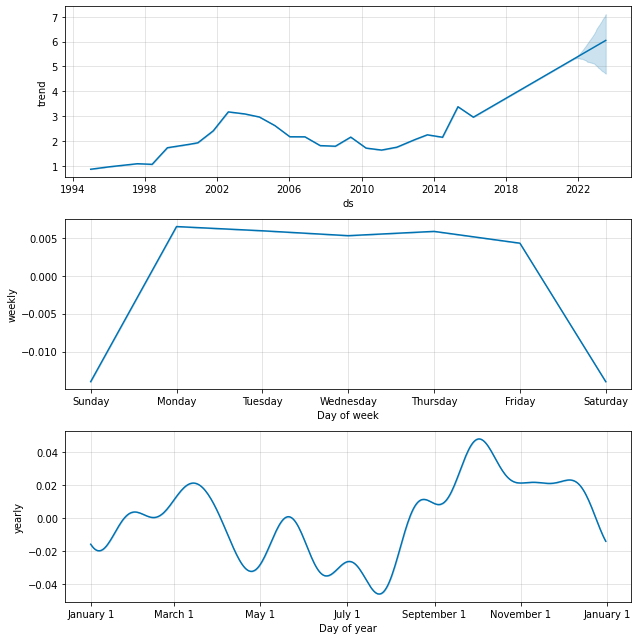 7
6
5
4
3
2
1
trend
1994 1998 2002 2006 2010 2014 2018 2022
ds
0.005
0.000
−0.005
−0.010
weekly
Sunday Monday Tuesday Wednesday Thursday Friday Saturday
Day of week
0.04
0.02
0.00
−0.02
−0.04
yearly
January 1 March 1 May 1 July 1 September 1 November 1 January 1
Day of year